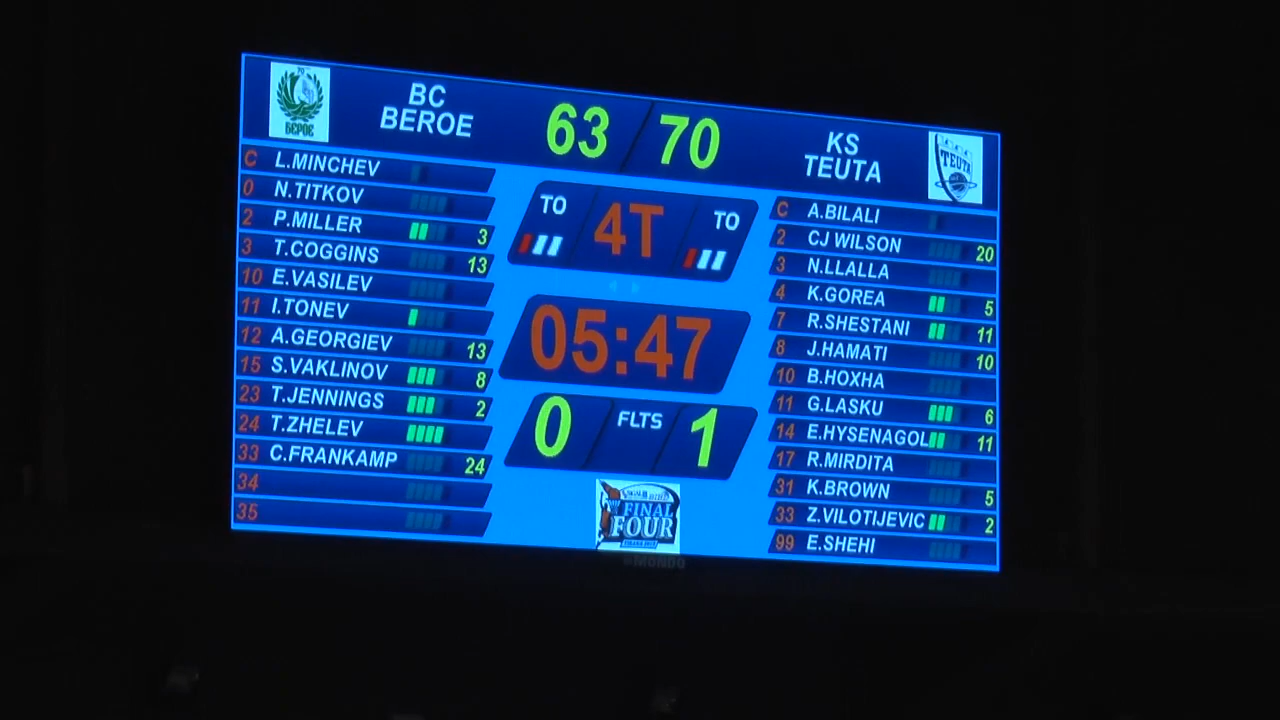 БЕРОЕ
BC
BEROE
63
70
KS
TEUTA
TEUTA
C L.MINCHEV
0 N.TITKOV
2 P.MILLER 3
3 T.COGGINS 13
10 E.VASILEV
11 I.TONEV
12 A.GEORGIEV 13
15 S.VAKLINOV 8
23 T.JENNINGS 2
24 T.ZHELEV
33 C.FRANKAMP 24
34
35
TO 4T TO
05:47
0 FLTS 1
FINAL
FOUR
C A.BILALI
2 CJ WILSON 20
3 N.LLALLA
4 K.GOREA 5
7 R.SHESTANI 11
8 J.HAMATI 10
10 B.HOXHA
11 G.LASKU 6
14 E.HYSENAGOL 11
17 R.MIRDITA
31 K.BROWN 5
33 Z.VILOTIJEVIC 2
99 E.SHEHI
MONDO